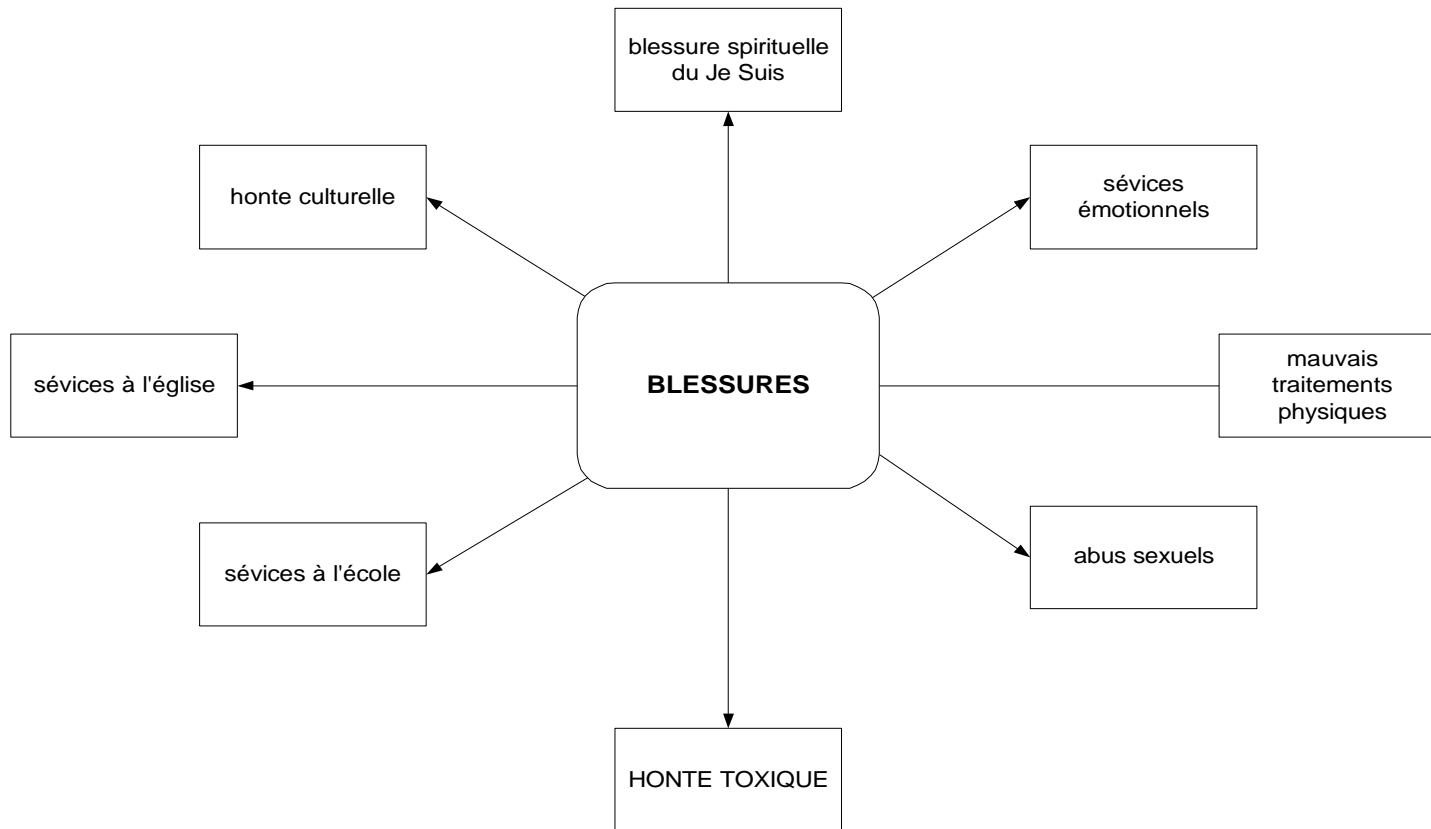 blessure spirituelle
du Je Suis
honte culturelle
sévices
émotionnels
sévices à l'église
BLESSURES
mauvais
traitements
physiques
sévices à l'école
abus sexuels
HONTE TOXIQUE